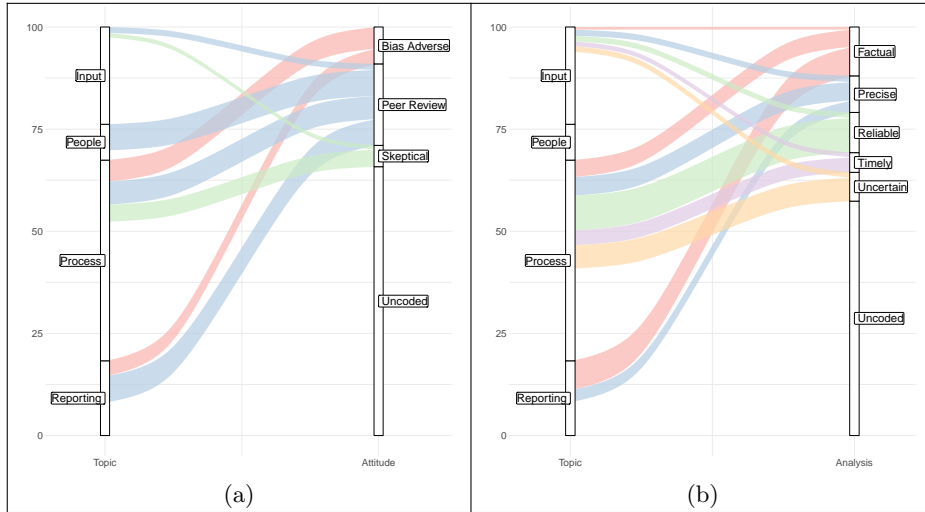 100
75
50
25
0
Input
People
Process
Reporting
Bias Adverse
Peer Review
Skeptical
Uncoded
Topic
Attitude
(a)
100
75
50
25
0
Input
People
Process
Reporting
Factual
Precise
Reliable
Timely
Uncertain
Uncoded
Topic
Analysis
(b)